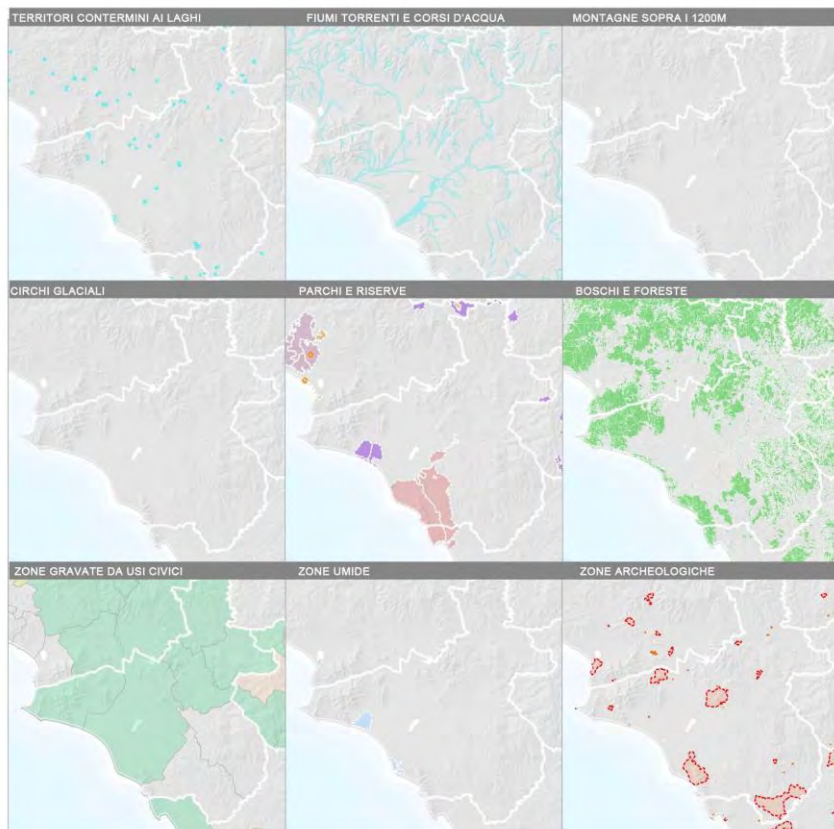 TERRITORI CONTERMINI AI LAGHI
FIUMI TORRENTI E CORSI D'ACQUA
MONTAGNE SOPRA I 1200M
CIRCHI GLACIALI
PARCHI E RISERVE
BOSCHI E FORESTE
ZONE GRAVATE DA USI CIVICI
ZONE UMIDE
ZONE ARCHEOLOGICHE